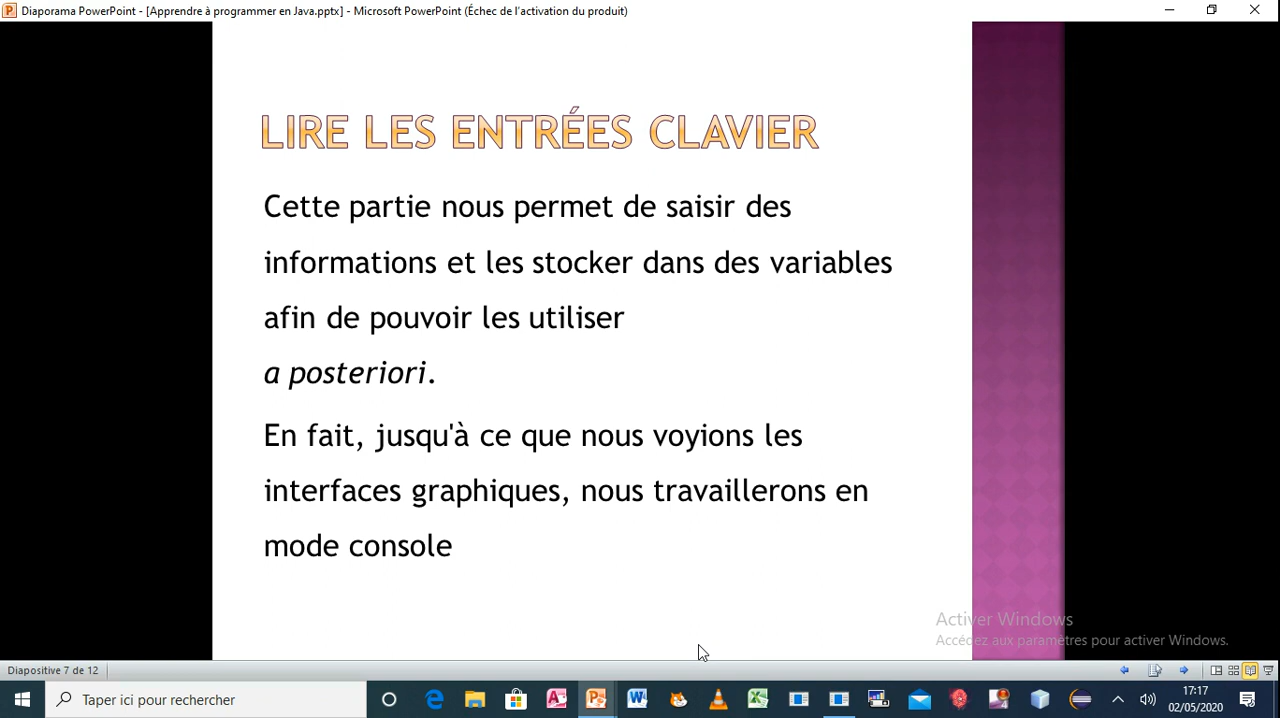 Diaporama PowerPoint - [Apprendre à programmer en Java.pptx] - Microsoft PowerPoint (Échec de l'activation du produit)
LIRE LES ENTRÉES CLAVIER
Cette partie nous permet de saisir des
informations et les stocker dans des variables
afin de pouvoir les utiliser
a posteriori.
En fait, jusqu'à ce que nous voyions les
interfaces graphiques, nous travaillerons en
mode console
Activer Windows
Accédez aux paramètres pour activer Windows.
Diapositive 7 de 12
Taper ici pour rechercher
17:17
02/05/2020